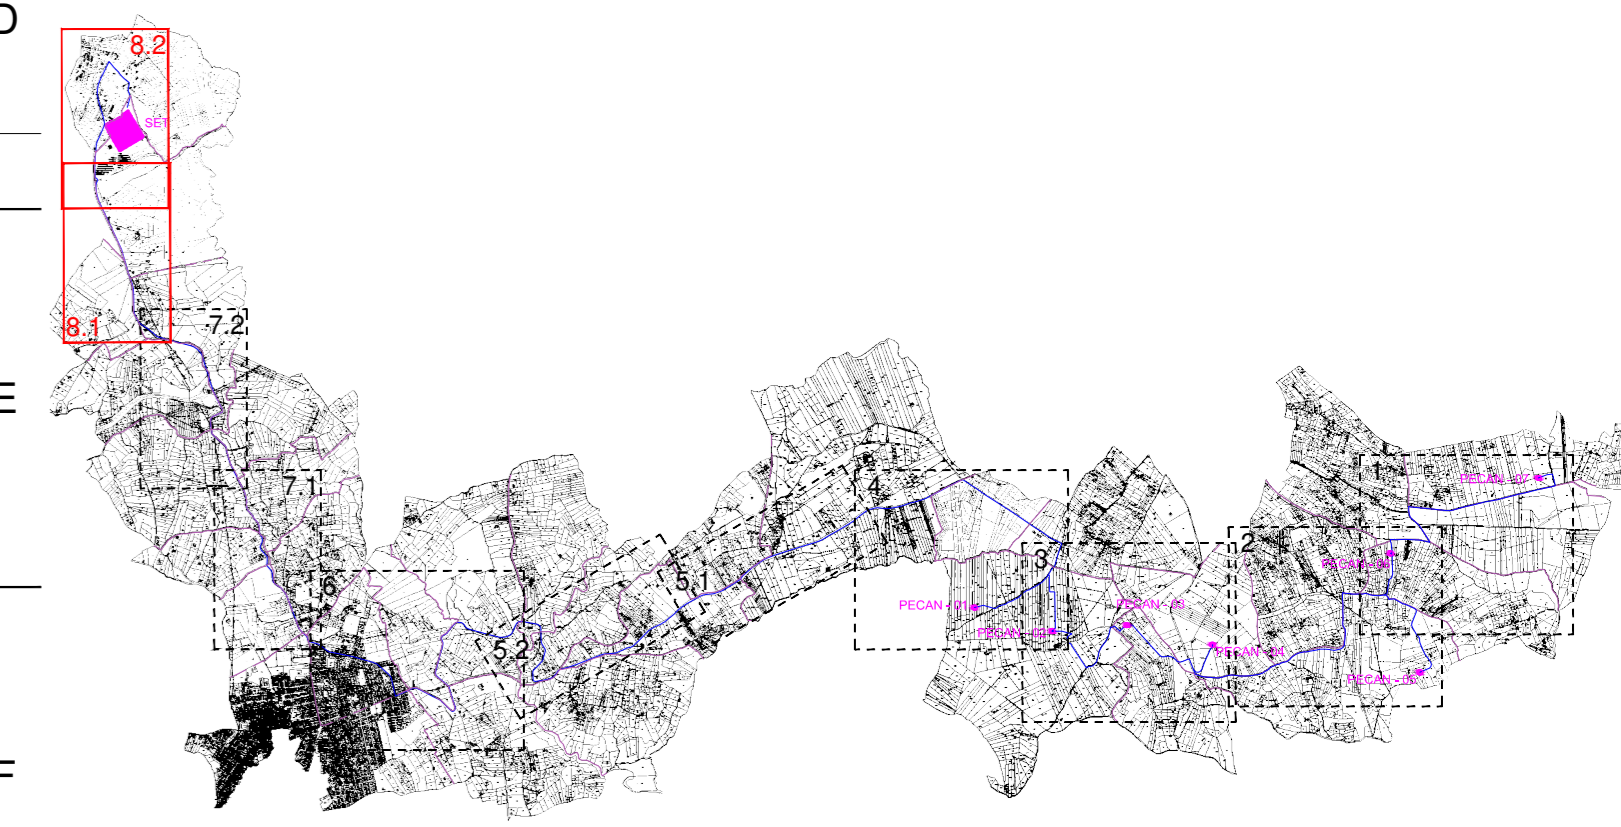 D
8.2
SET
8.1
7.2
E
7.1
4
1
PECAN - 07
2
3
5.1
6
PECAN - 01
PECAN - 03
PECAN - 02
5.2
PECAN - 04
PECAN - 05
F